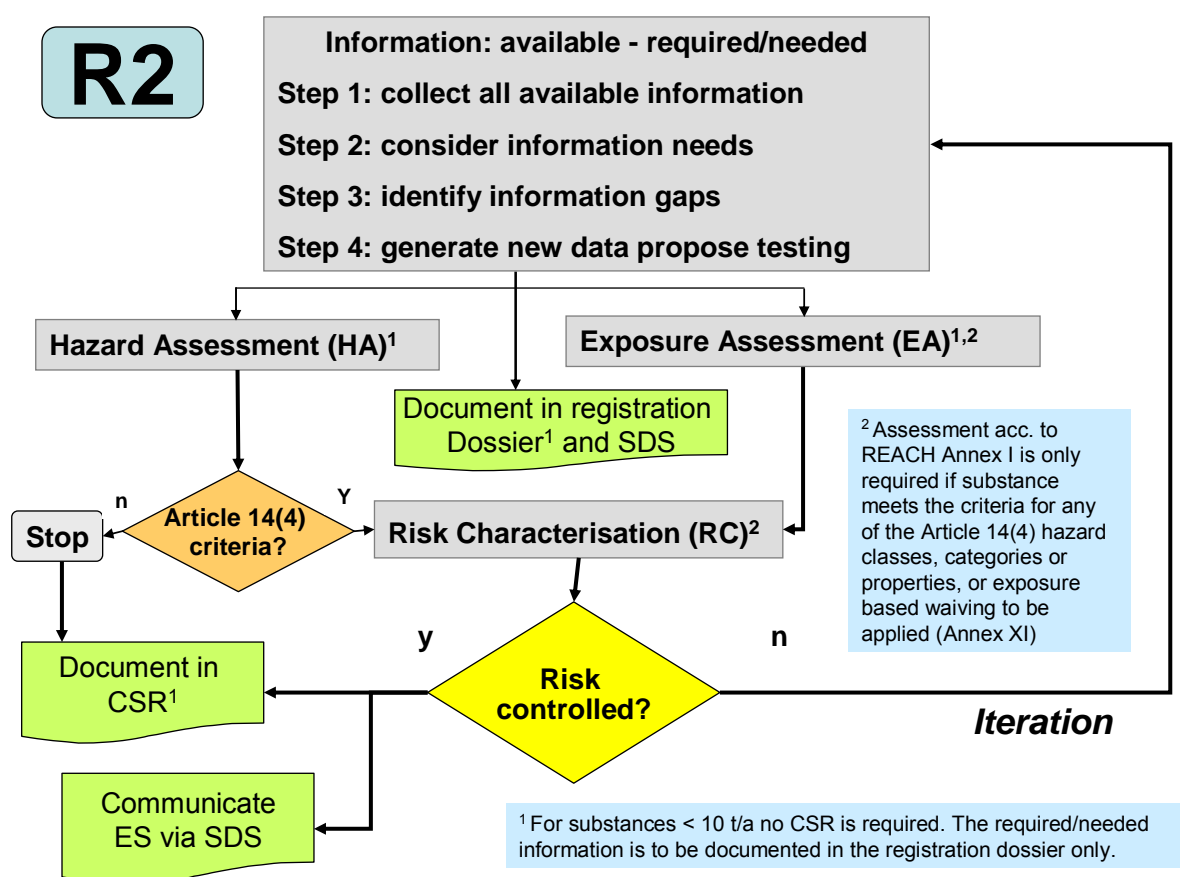 R2
Information: available - required/needed
Step 1: collect all available information
Step 2: consider information needs
Step 3: identify information gaps
Step 4: generate new data propose testing
Hazard Assessment (HA)1
Exposure Assessment (EA)1,2
Document in registration
Dossier1 and SDS
2 Assessment acc. to
REACH Annex I is only
required if substance
meets the criteria for any
of the Article 14(4) hazard
classes, categories or
properties, or exposure
based waiving to be
applied (Annex XI)
n
Y
Stop
Article 14(4)
criteria?
Risk Characterisation (RC)2
y
n
Document in
CSR1
Risk
controlled?
Iteration
Communicate
ES via SDS
1 For substances < 10 t/a no CSR is required. The required/needed
information is to be documented in the registration dossier only.